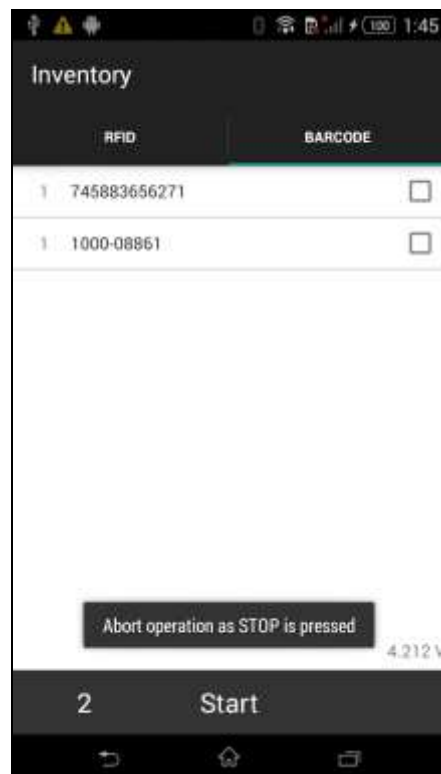 100 1:45
Inventory
RFID BARCODE
1 745883656271
1 1000-08861
Abort operation as STOP is pressed
4.212 V
2 Start